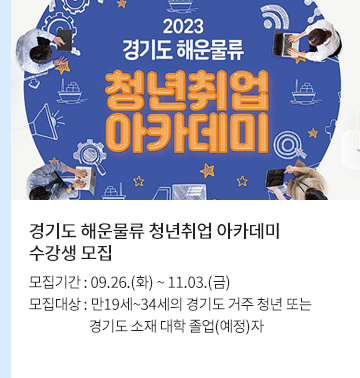 2023
경기도 해운물류
청년취업
아카데미
경기도 해운물류 청년취업 아카데미
수강생 모집
모집기간 : 09.26.(화) ~ 11.03.(금)
모집대상 : 만19세~34세의 경기도 거주 청년 또는
경기도 소재 대학 졸업(예정)자